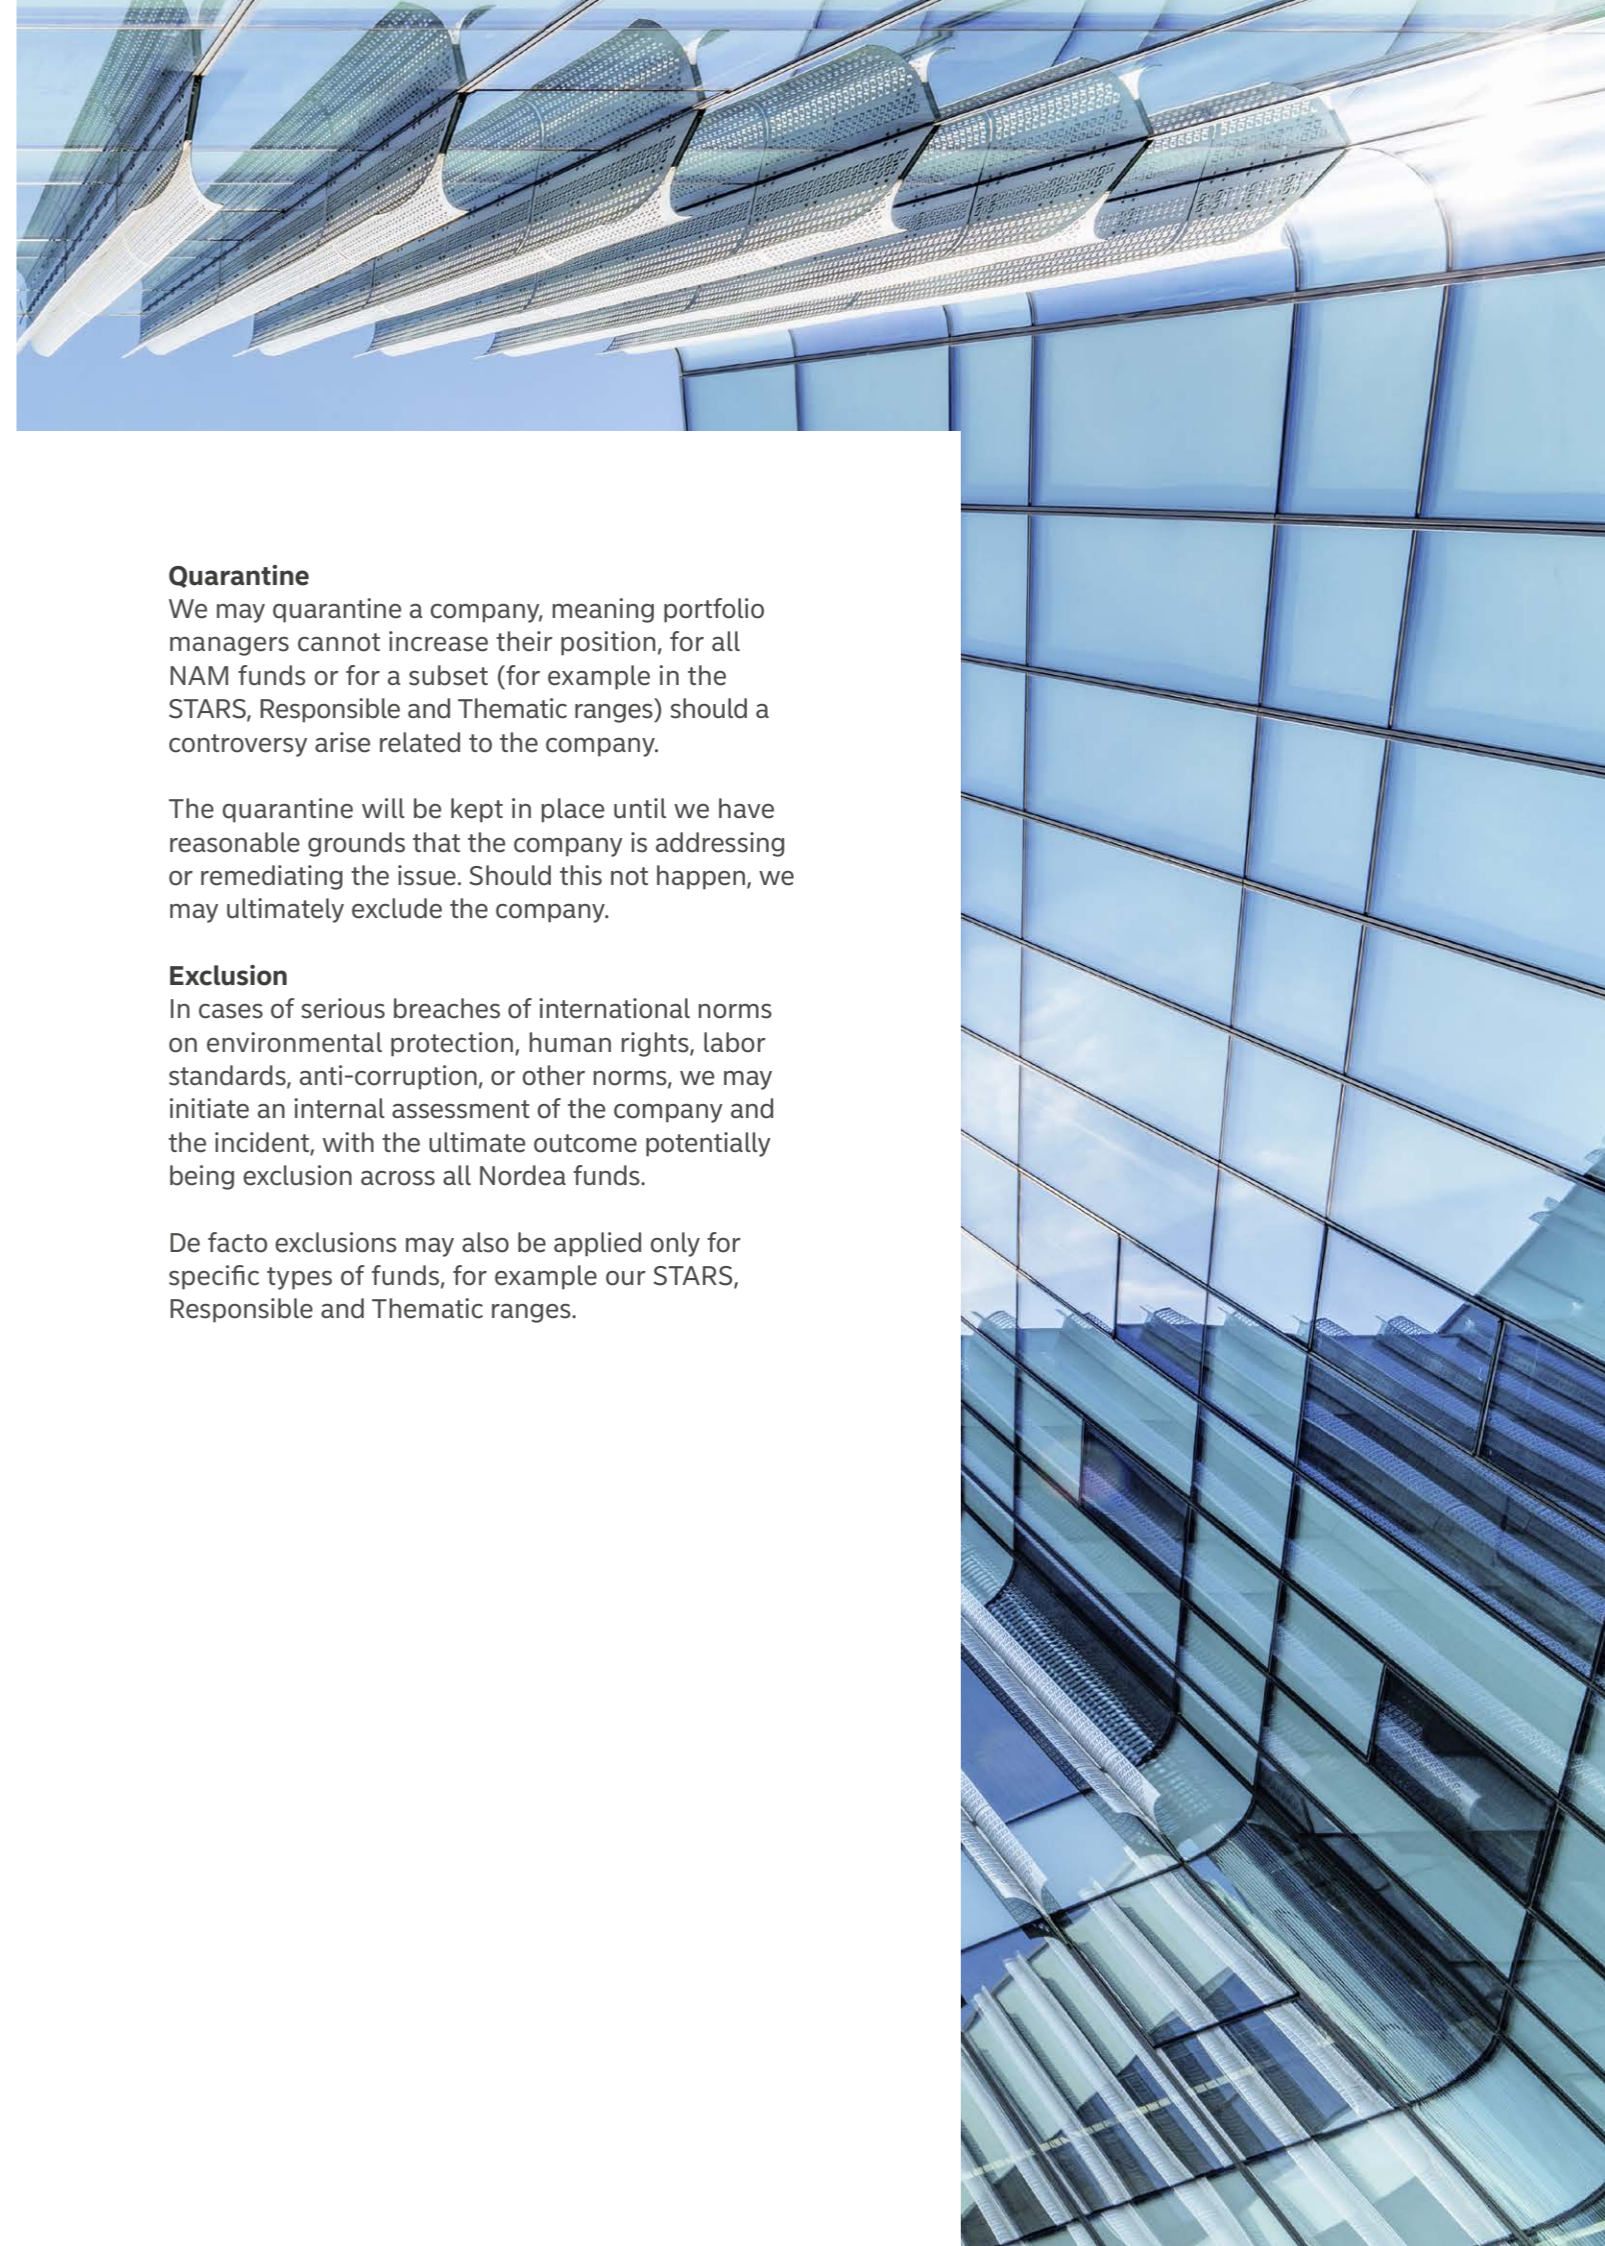 Quarantine
We may quarantine a company, meaning portfolio
managers cannot increase their position, for all
NAM funds or for a subset (for example in the
STARS, Responsible and Thematic ranges) should a
controversy arise related to the company.
The quarantine will be kept in place until we have
reasonable grounds that the company is addressing
or remediating the issue. Should this not happen, we
may ultimately exclude the company.
Exclusion
In cases of serious breaches of international norms
on environmental protection, human rights, labor
standards, anti-corruption, or other norms, we may
initiate an internal assessment of the company and
the incident, with the ultimate outcome potentially
being exclusion across all Nordea funds.
De facto exclusions may also be applied only for
specific types of funds, for example our STARS,
Responsible and Thematic ranges.